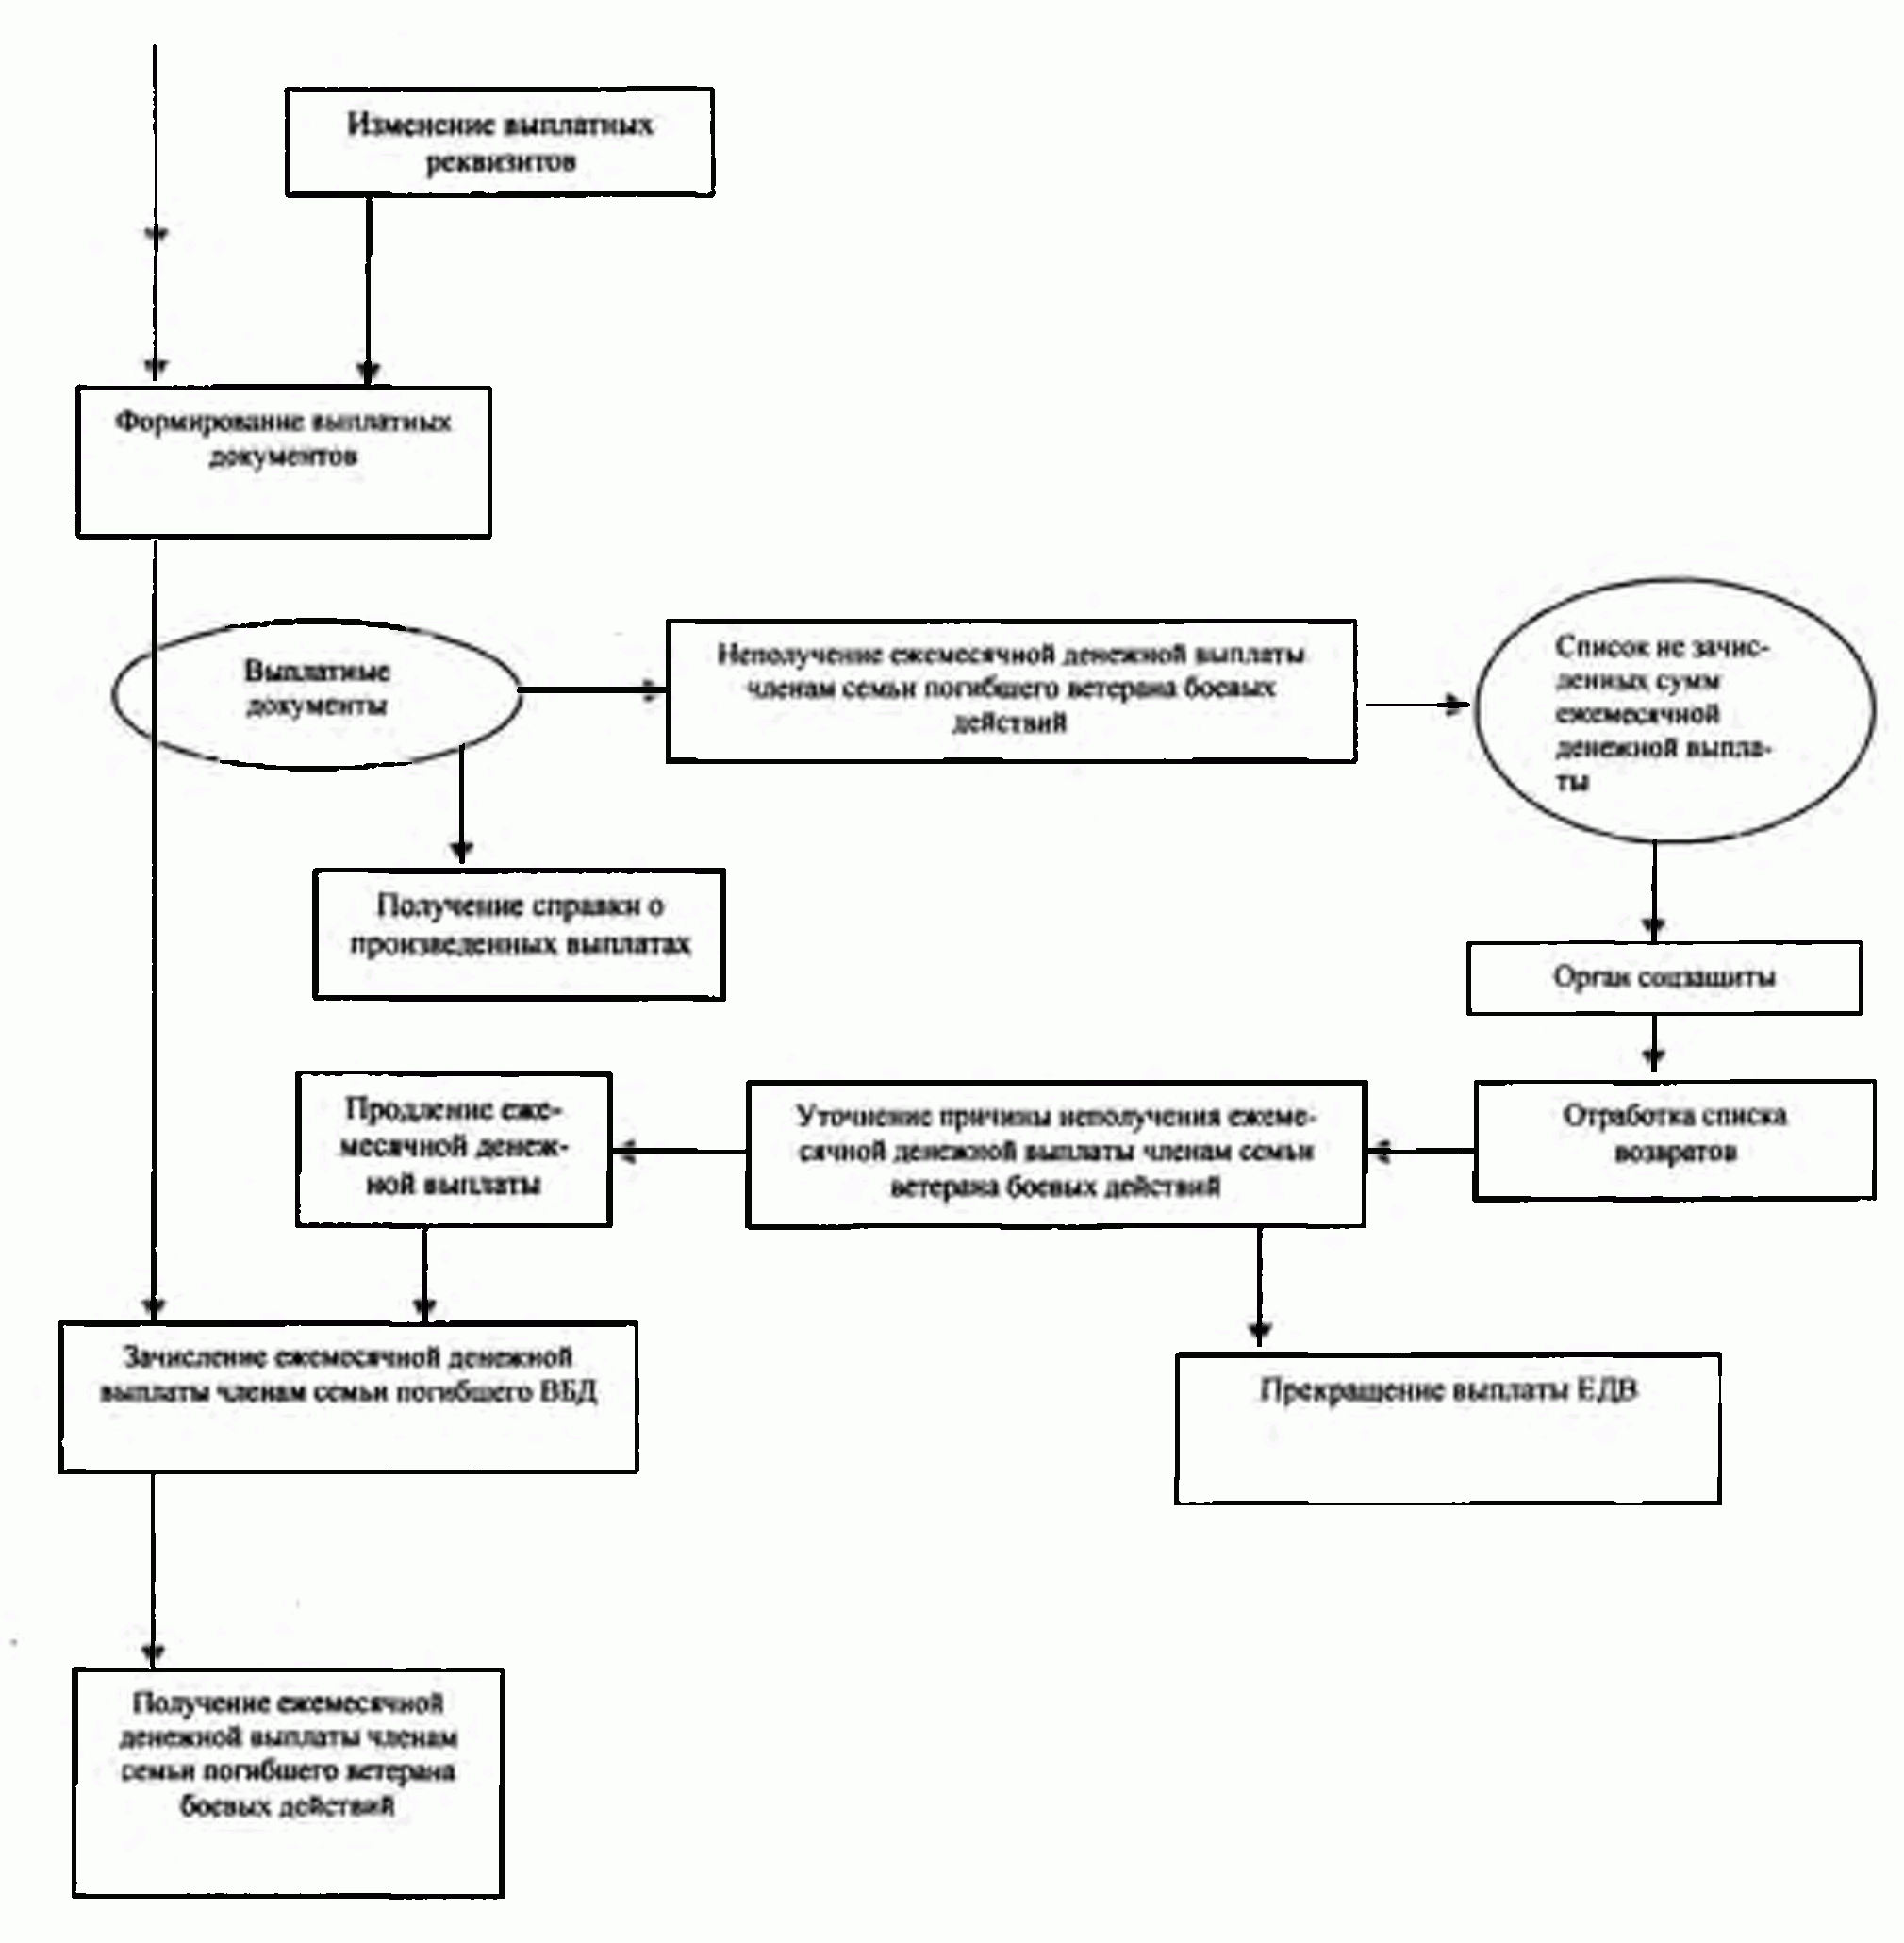 Изменение выплатных
реквизитов
Формирование выплатных
документов
Выплатные
документы
Неполучение ежемесячной денежной выплаты
членам семьи погибшего ветерана боевых
действий
Список не зачис-
ленных сумм
ежемесячной
денежной выпла-
ты
Получение справки о
произведенных выплатах
Орган соцзащиты
Продление еже-
месячной денеж-
ной выплаты
Уточнение причины неполучения ежеме-
сячной денежной выплаты членам семьи
ветерана боевых действий
Отработка списка
возвратов
Зачисление ежемесячной денежной
выплаты членам семьи погибшего ВБД
Прекращение выплаты ЕДВ
Получение ежемесячной
денежной выплаты членам
семьи погибшего ветерана
боевых действий